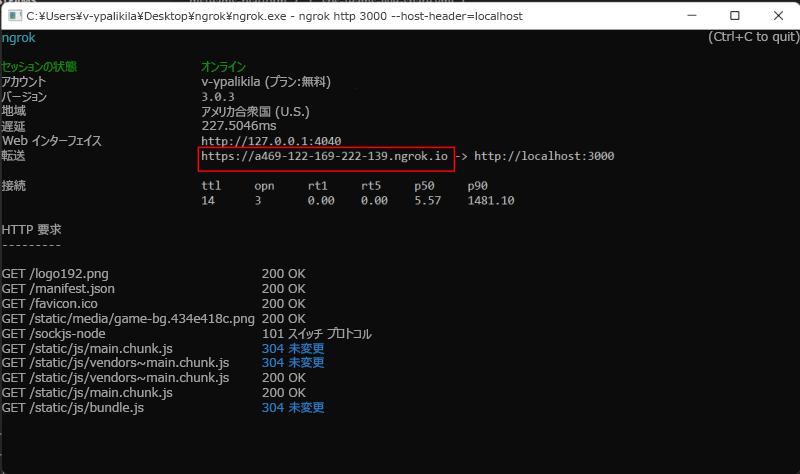 C:¥Users¥v-ypalikila¥Desktop¥ngrok¥ngrok.exe - ngrok http 3000 --host-header=localhost
ngrok (Ctrl+C to quit)
セッションの状態 オンライン
アカウント v-ypalikila (プラン:無料)
バージョン 3.0.3
地域 アメリカ合衆国 (U.S.)
遅延 227.5046ms
Web インターフェイス http://127.0.0.1:4040
転送 https://a469-122-169-222-139.ngrok.io -> http://localhost:3000
接続 ttl opn rt1 rt5 p50 p90
14 3 0.00 0.00 5.57 1481.10
HTTP 要求
---------
GET /logo192.png 200 OK
GET /manifest.json 200 OK
GET /favicon.ico 200 OK
GET /static/media/game-bg.434e418c.png 200 OK
GET /sockjs-node 101 スイッチ プロトコル
GET /static/js/main.chunk.js 304 未変更
GET /static/js/vendors~main.chunk.js 304 未変更
GET /static/js/vendors~main.chunk.js 200 OK
GET /static/js/main.chunk.js 200 OK
GET /static/js/bundle.js 304 未変更